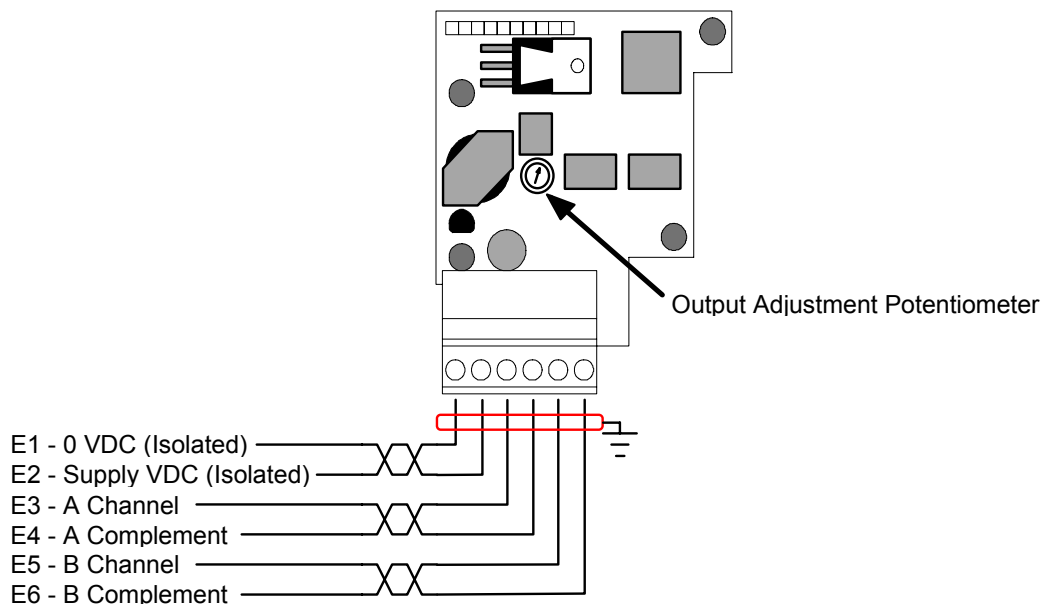 Output Adjustment Potentiometer
E1 - 0 VDC (Isolated)
E2 - Supply VDC (Isolated)
E3 - A Channel
E4 - A Complement
E5 - B Channel
E6 - B Complement